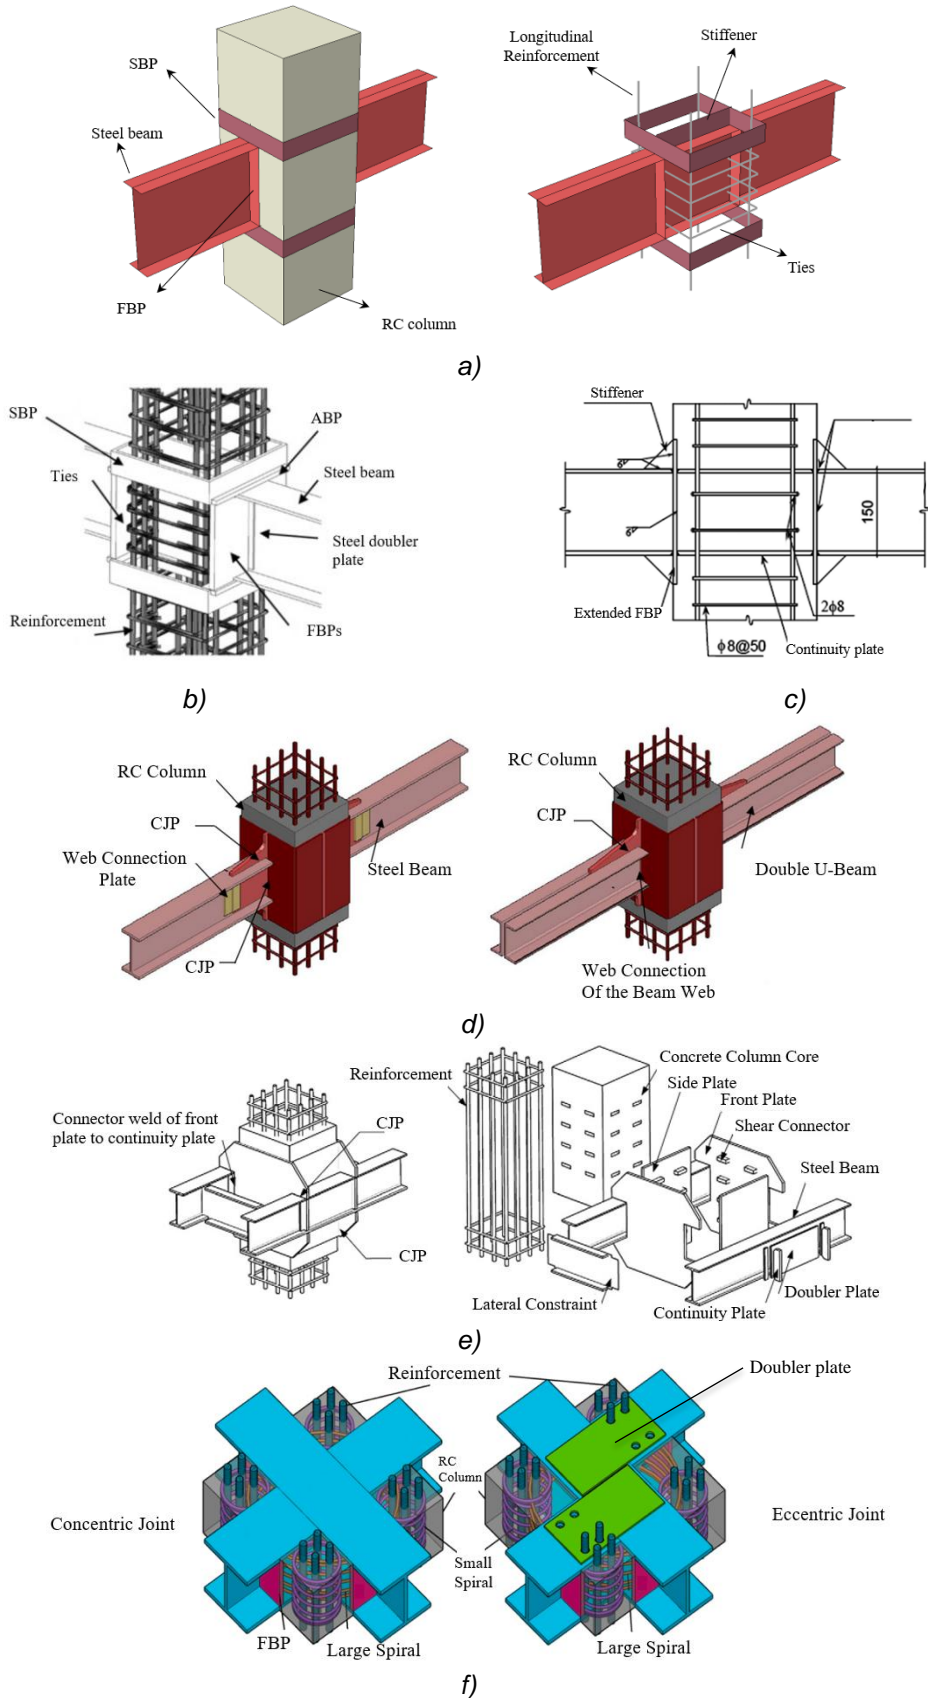 Longitudinal
Reinforcement
Stiffener
SBP
Steel beam
FBP
RC column
Ties
a)
SBP
ABP
Ties
Steel beam
Steel doubler
plate
Reinforcement
FBPs
b)
Stiffener
6
6
150
Extended FBP
2ϕ8
ϕ8@50
Continuity plate
c)
RC Column
CJP
Web Connection
Plate
Steel Beam
CJP
RC Column
CJP
Double U-Beam
Web Connection
Of the Beam Web
d)
Connector weld of front
plate to continuity plate
CJP
CJP
Reinforcement
Concrete Column Core
Side Plate
Front Plate
Shear Connector
Steel Beam
Lateral Constraint
Doubler Plate
Continuity Plate
e)
Reinforcement
Doubler plate
RC
Column
Concentric Joint
Eccentric Joint
Small
Spiral
FBP
Large Spiral
Large Spiral
f)